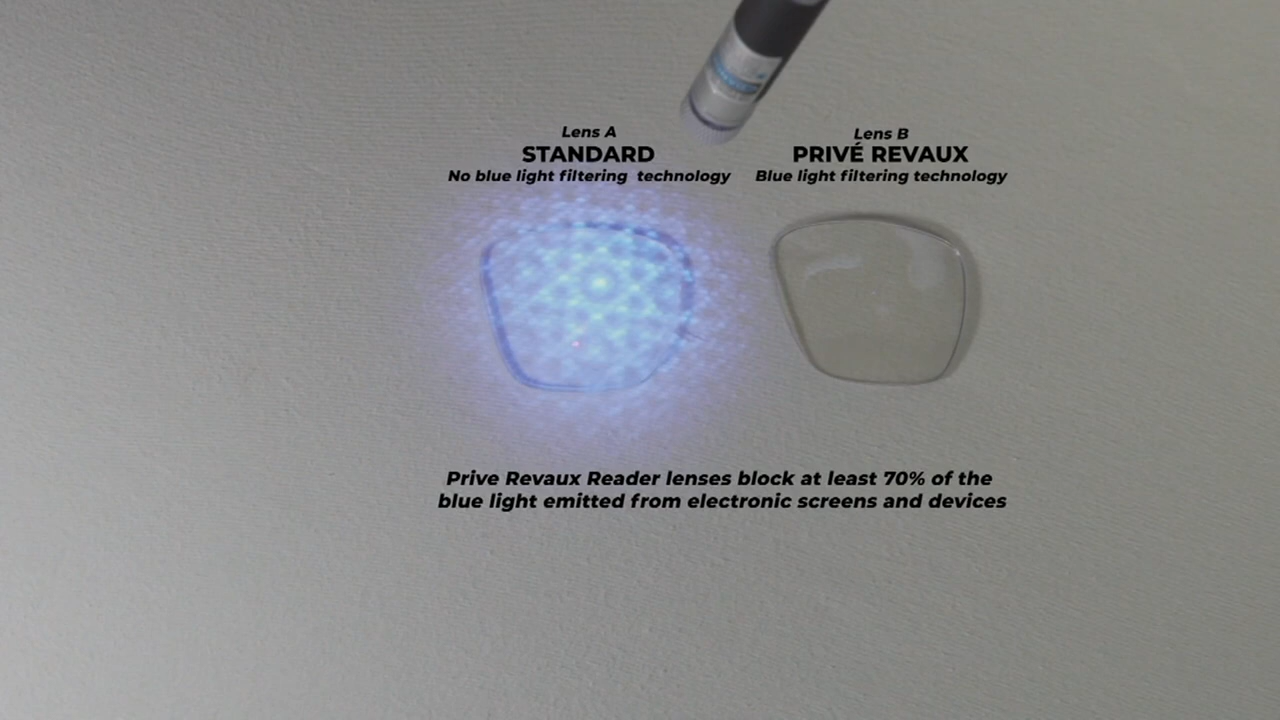 Lens A
STANDARD
No blue light filtering technology
Lens B
PRIVÉ REVAUX
Blue light filtering technology
Prive Revaux Reader lenses block at least 70% of the
blue light emitted from electronic screens and devices